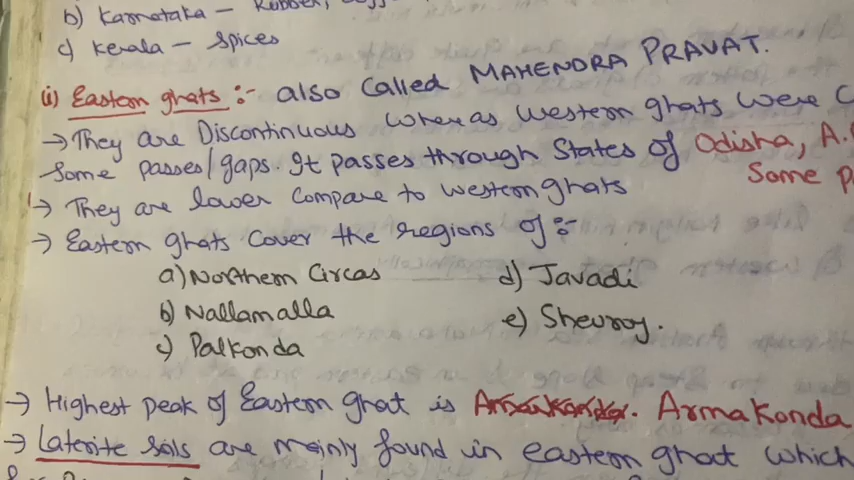 b) Karnataka - Rubber,
c) Kerala - Spices
(ii) Eastern ghats :- also Called MAHENDRA PRAVAT.
→ They are Discontinuous whereas western ghats were
Some passes/gaps. It passes through States of Odisha, A.
Some
→ They are lower Compare to western ghats
→ Eastern ghats Cover the regions of :-
a) Northern Circas
b) Nallamalla
c) Palkonda
d) Javadi
e) Shevroy.
→ Highest peak of Eastern ghat is Armakonda
→ Laterite Soils are mainly found in eastern ghat which